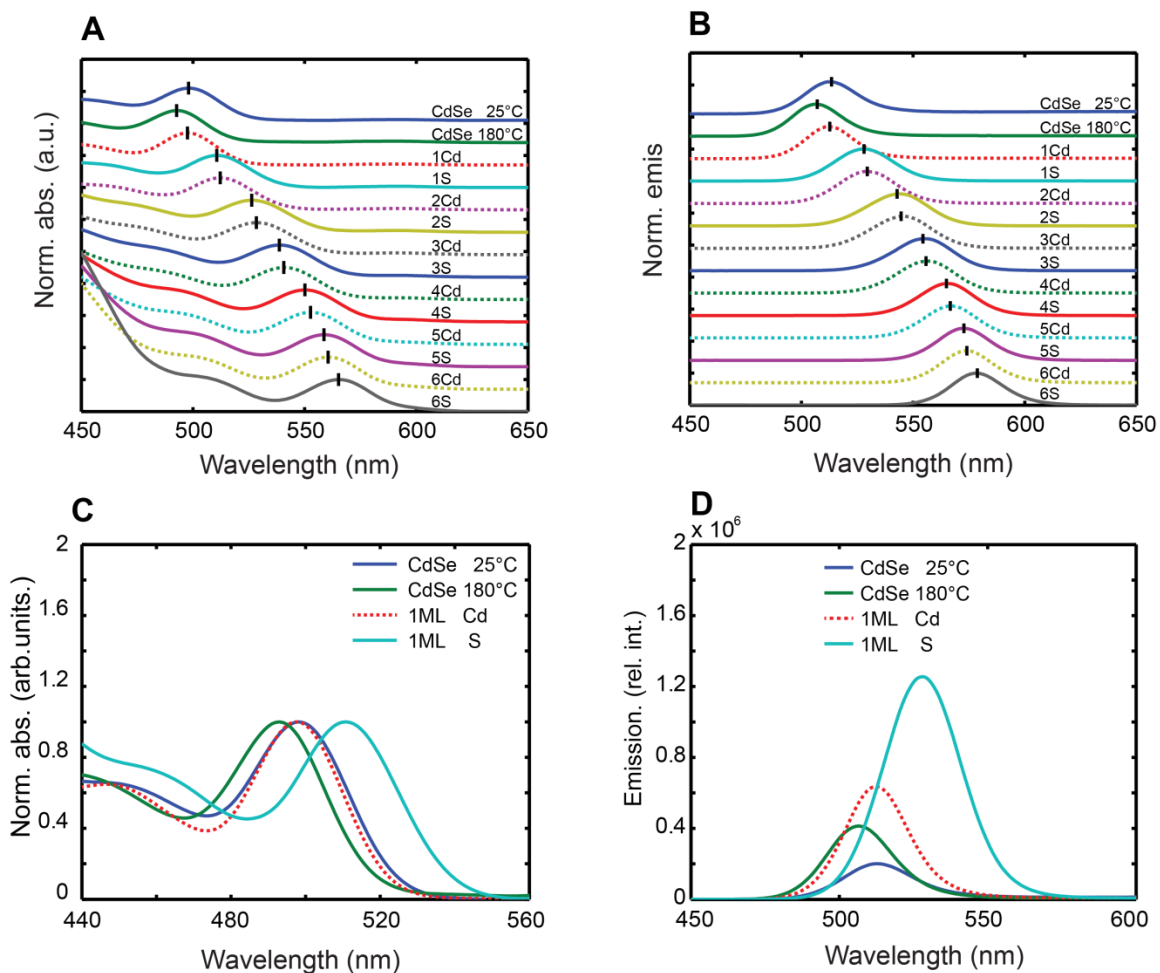 A
Norm. abs. (a.u.)
CdSe 25°C
CdSe 180°C
1Cd
1S
2Cd
2S
3Cd
3S
4Cd
4S
5Cd
5S
6Cd
6S
450 500 550 600 650
Wavelength (nm)
B
Norm. emis
CdSe 25°C
CdSe 180°C
1Cd
1S
2Cd
2S
3Cd
3S
4Cd
4S
5Cd
5S
6Cd
6S
450 500 550 600 650
Wavelength (nm)
C
Norm. abs. (arb.units.)
2
1.6
1.2
0.8
0.4
0
CdSe 25°C
CdSe 180°C
1ML Cd
1ML S
440 480 520 560
Wavelength (nm)
D
x 10⁶
Emission. (rel. int.)
2
1.6
1.2
0.8
0.4
0
CdSe 25°C
CdSe 180°C
1ML Cd
1ML S
450 500 550 600
Wavelength (nm)